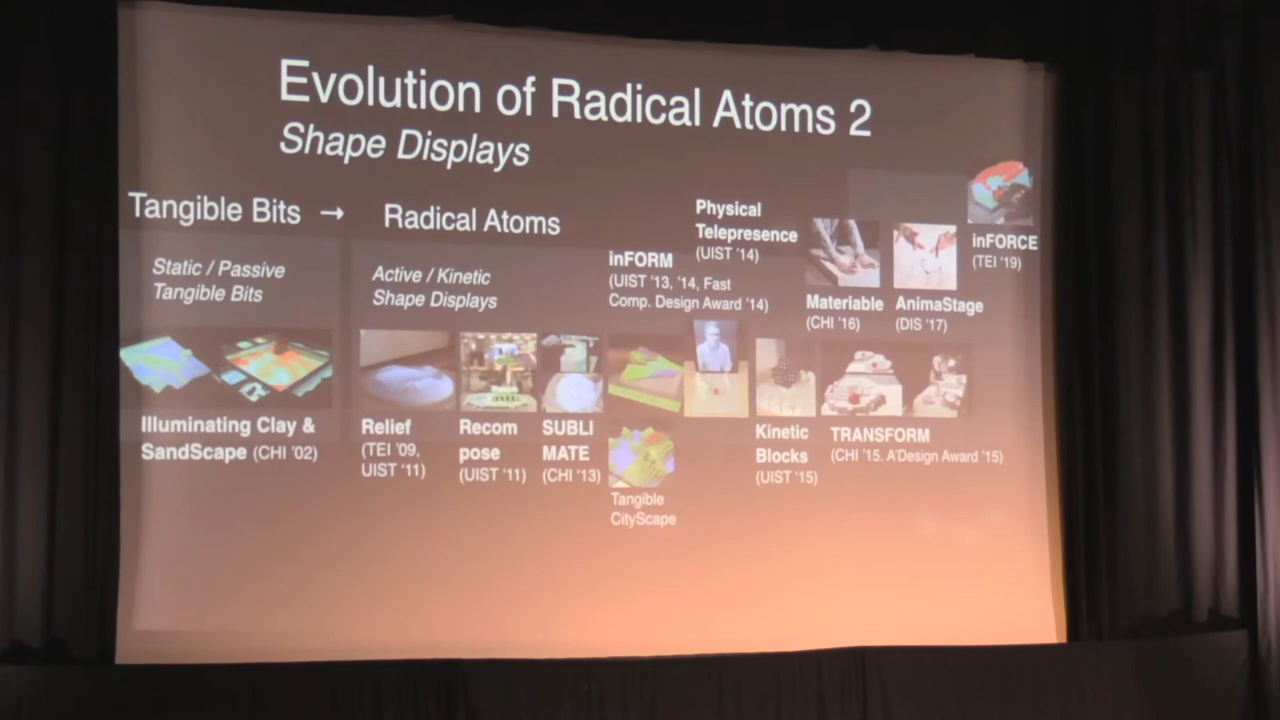 Evolution of Radical Atoms 2
Shape Displays
Tangible Bits → Radical Atoms
Static / Passive
Tangible Bits
Active / Kinetic
Shape Displays
Illuminating Clay &
SandScape (CHI '02)
Relief
(TEI '09,
UIST '11)
Recom
pose
(UIST '11)
SUBLI
MATE
(CHI '13)
inFORM
(UIST '13, '14, Fast
Comp. Design Award '14)
Tangible
CityScape
Physical
Telepresence
(UIST '14)
Kinetic
Blocks
(UIST '15)
TRANSFORM
(CHI '15. A'Design Award '15)
Materiable
(CHI '16)
AnimaStage
(DIS '17)
inFORCE
(TEI '19)